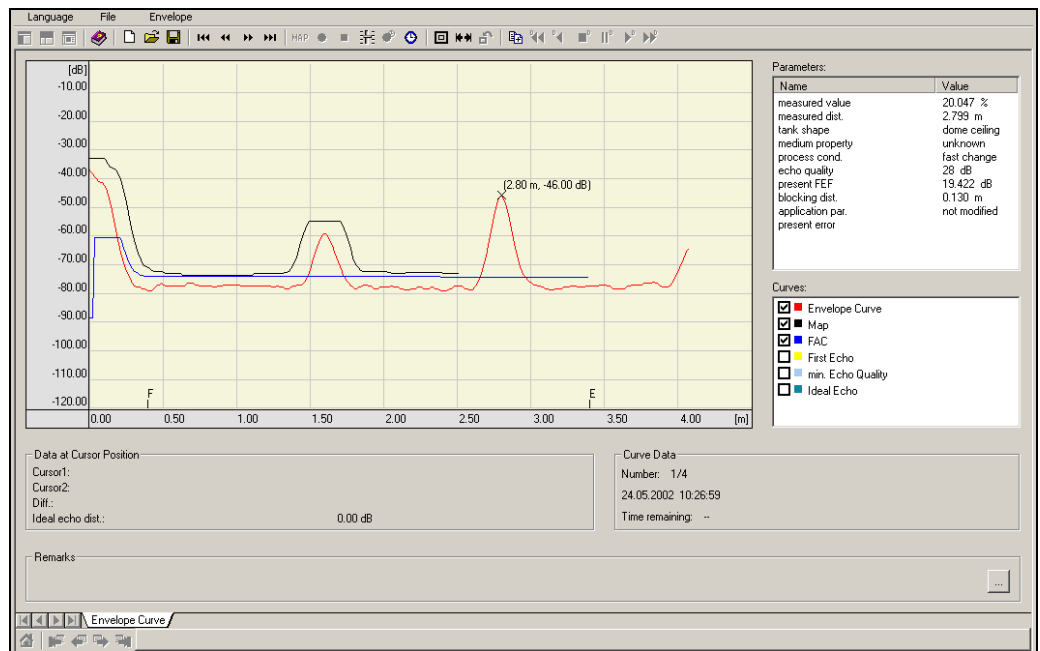 Language File Envelope
MAP
[dB]
-10.00
-20.00
-30.00
-40.00
-50.00
-60.00
-70.00
-80.00
-90.00
-100.00
-110.00
-120.00
(2.80 m, -46.00 dB)
F E
0.00 0.50 1.00 1.50 2.00 2.50 3.00 3.50 4.00 [m]
Parameters:
Name Value
measured value 20.047 %
measured dist. 2.799 m
tank shape dome ceiling
medium property unknown
process cond. fast change
echo quality 28 dB
present FEF 19.422 dB
blocking dist. 0.130 m
application par. not modified
present error
Curves:
Envelope Curve
Map
FAC
First Echo
min. Echo Quality
Ideal Echo
Data at Cursor Position
Cursor1:
Cursor2:
Diff.:
Ideal echo dist.: 0.00 dB
Curve Data
Number: 1/4
24.05.2002 10:26:59
Time remaining: --
Remarks
...
Envelope Curve